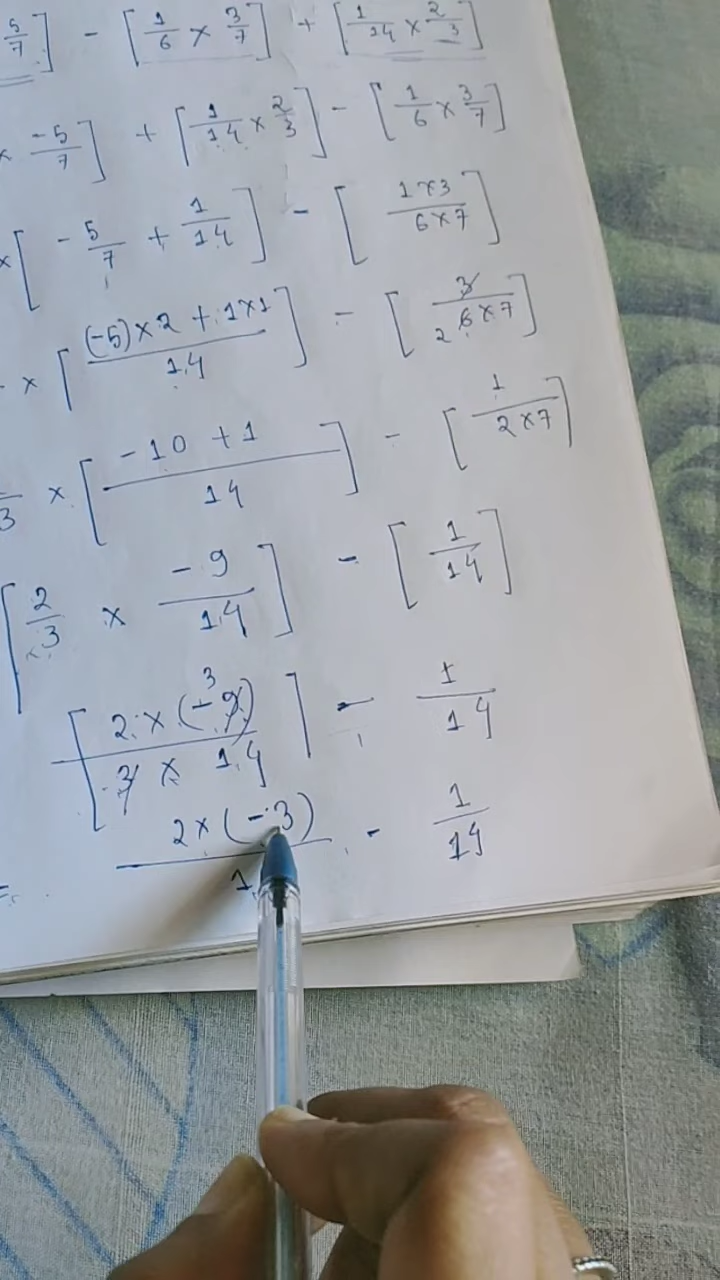 5/7] - [1/6 × 3/7] + [1/14 × 2/3]
× -5/7] + [1/14 × 2/3] - [1/6 × 3/7]
×[ -5/7 + 1/14 ] - [ 1×3/6×7 ]
× [ (-5)×2 + 1×1/14 ] - [ 3/2 6×7 ]
/3 × [ -10 + 1/14 ] - [ 1/2×7 ]
[ 2/3 × -9/14 ] - [ 1/14 ]
[ 2×(-9) 3/3 × 14 ] - 1/14
= 2×(-3)/1 - 1/14